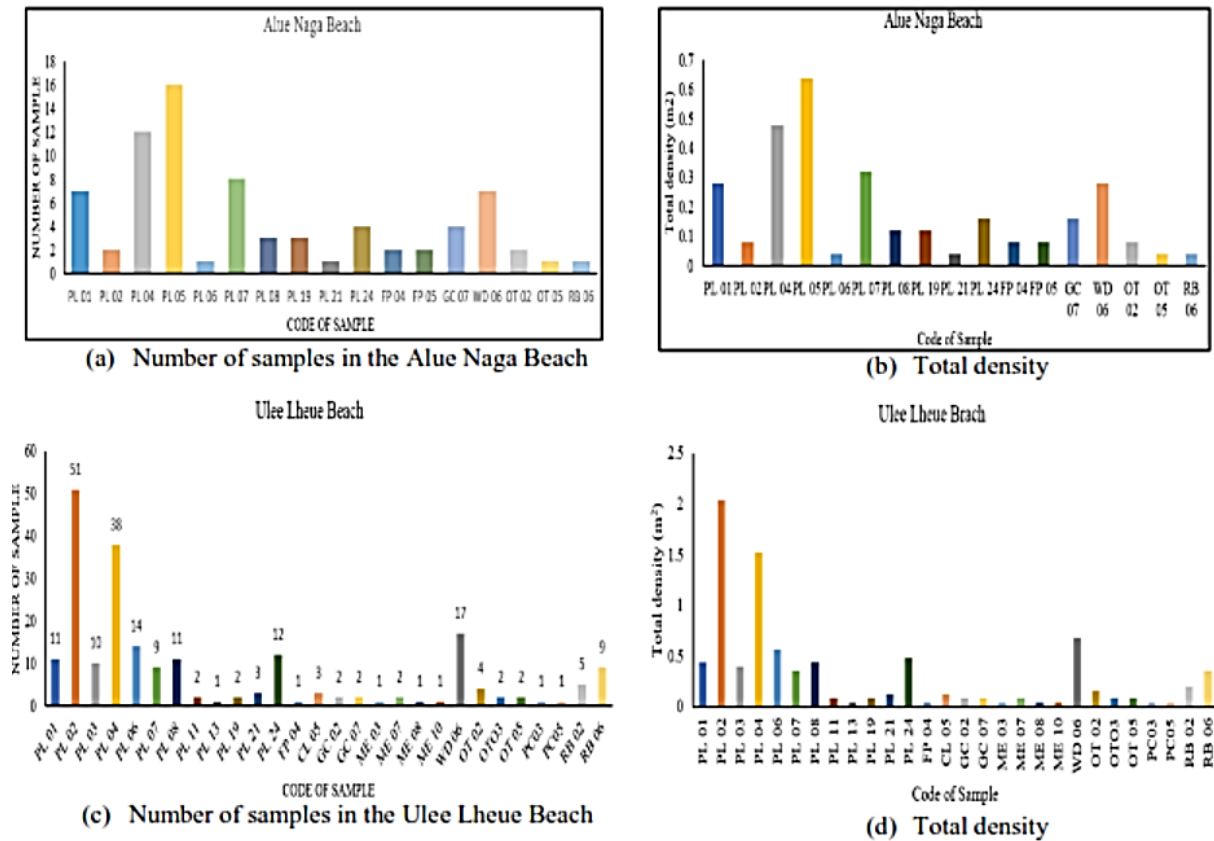 Alue Naga Beach
NUMBER OF SAMPLE
18
16
14
12
10
8
6
4
2
0
PL 01 PL 02 PL 04 PL 05 PL 06 PL 07 PL 08 PL 19 PL 21 PL 24 FP 04 FP 05 GC 07 WD 06 OT 02 OT 05 RB 06
CODE OF SAMPLE
(a) Number of samples in the Alue Naga Beach
Alue Naga Beach
Total density (m2)
0.7
0.6
0.5
0.4
0.3
0.2
0.1
0
PL 01 PL 02 PL 04 PL 05 PL 06 PL 07 PL 08 PL 19 PL 21 PL 24 FP 04 FP 05 GC 07 WD 06 OT 02 OT 05 RB 06
Code of Sample
(b) Total density
Ulee Lheue Beach
NUMBER OF SAMPLE
60
50
40
30
20
10
0
11 51 10 38 14 9 11 2 1 2 3 12 1 3 2 2 1 2 1 1 17 4 2 2 1 1 5 9
PL 01 PL 02 PL 03 PL 04 PL 06 PL 07 PL 08 PL 11 PL 13 PL 19 PL 21 PL 24 FP 04 CL 05 GC 02 GC 07 ME 03 ME 07 ME 08 ME 10 WD 06 OT 02 OT03 OT 05 PC03 PC05 RB 02 RB 06
CODE OF SAMPLE
(c) Number of samples in the Ulee Lheue Beach
Ulee Lheue Brach
Total density (m²)
2.5
2
1.5
1
0.5
0
PL 01 PL 02 PL 03 PL 04 PL 06 PL 07 PL 08 PL 11 PL 13 PL 19 PL 21 PL 24 FP 04 CL 05 GC 02 GC 07 ME 03 ME 07 ME 08 ME 10 WD 06 OT 02 OTO3 OT 05 PC03 PC05 RB 02 RB 06
Code of Sample
(d) Total density